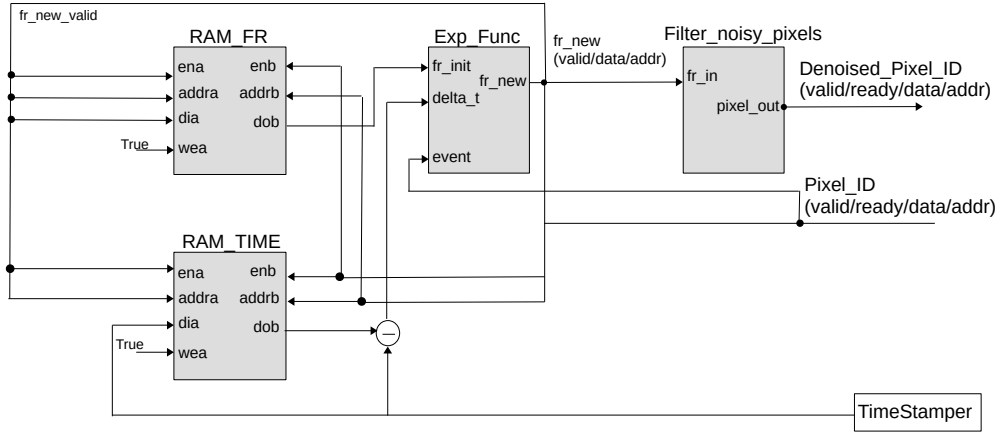 fr_new_valid
RAM_FR
ena
addra
dia
wea
enb
addrb
dob
True
Exp_Func
fr_init
delta_t
event
fr_new
fr_new
(valid/data/addr)
Filter_noisy_pixels
fr_in
pixel_out
Denoised_Pixel_ID
(valid/ready/data/addr)
Pixel_ID
(valid/ready/data/addr)
RAM_TIME
ena
addra
dia
wea
enb
addrb
dob
True
TimeStamper